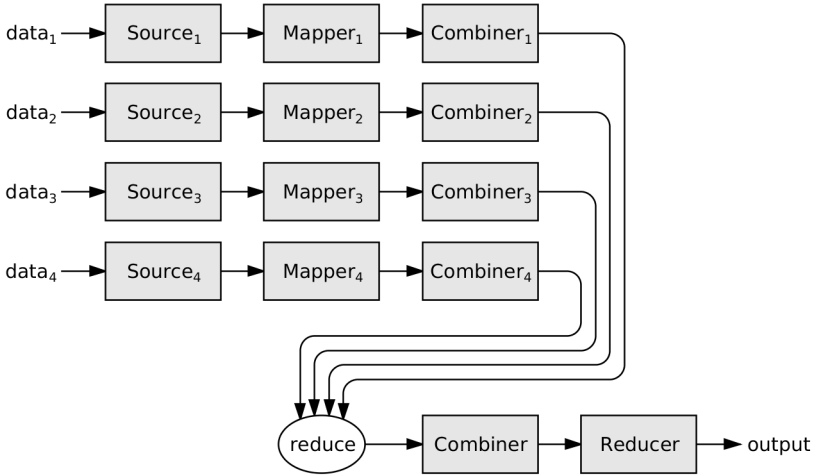 data₁ Source₁ Mapper₁ Combiner₁
data₂ Source₂ Mapper₂ Combiner₂
data₃ Source₃ Mapper₃ Combiner₃
data₄ Source₄ Mapper₄ Combiner₄
reduce Combiner Reducer output